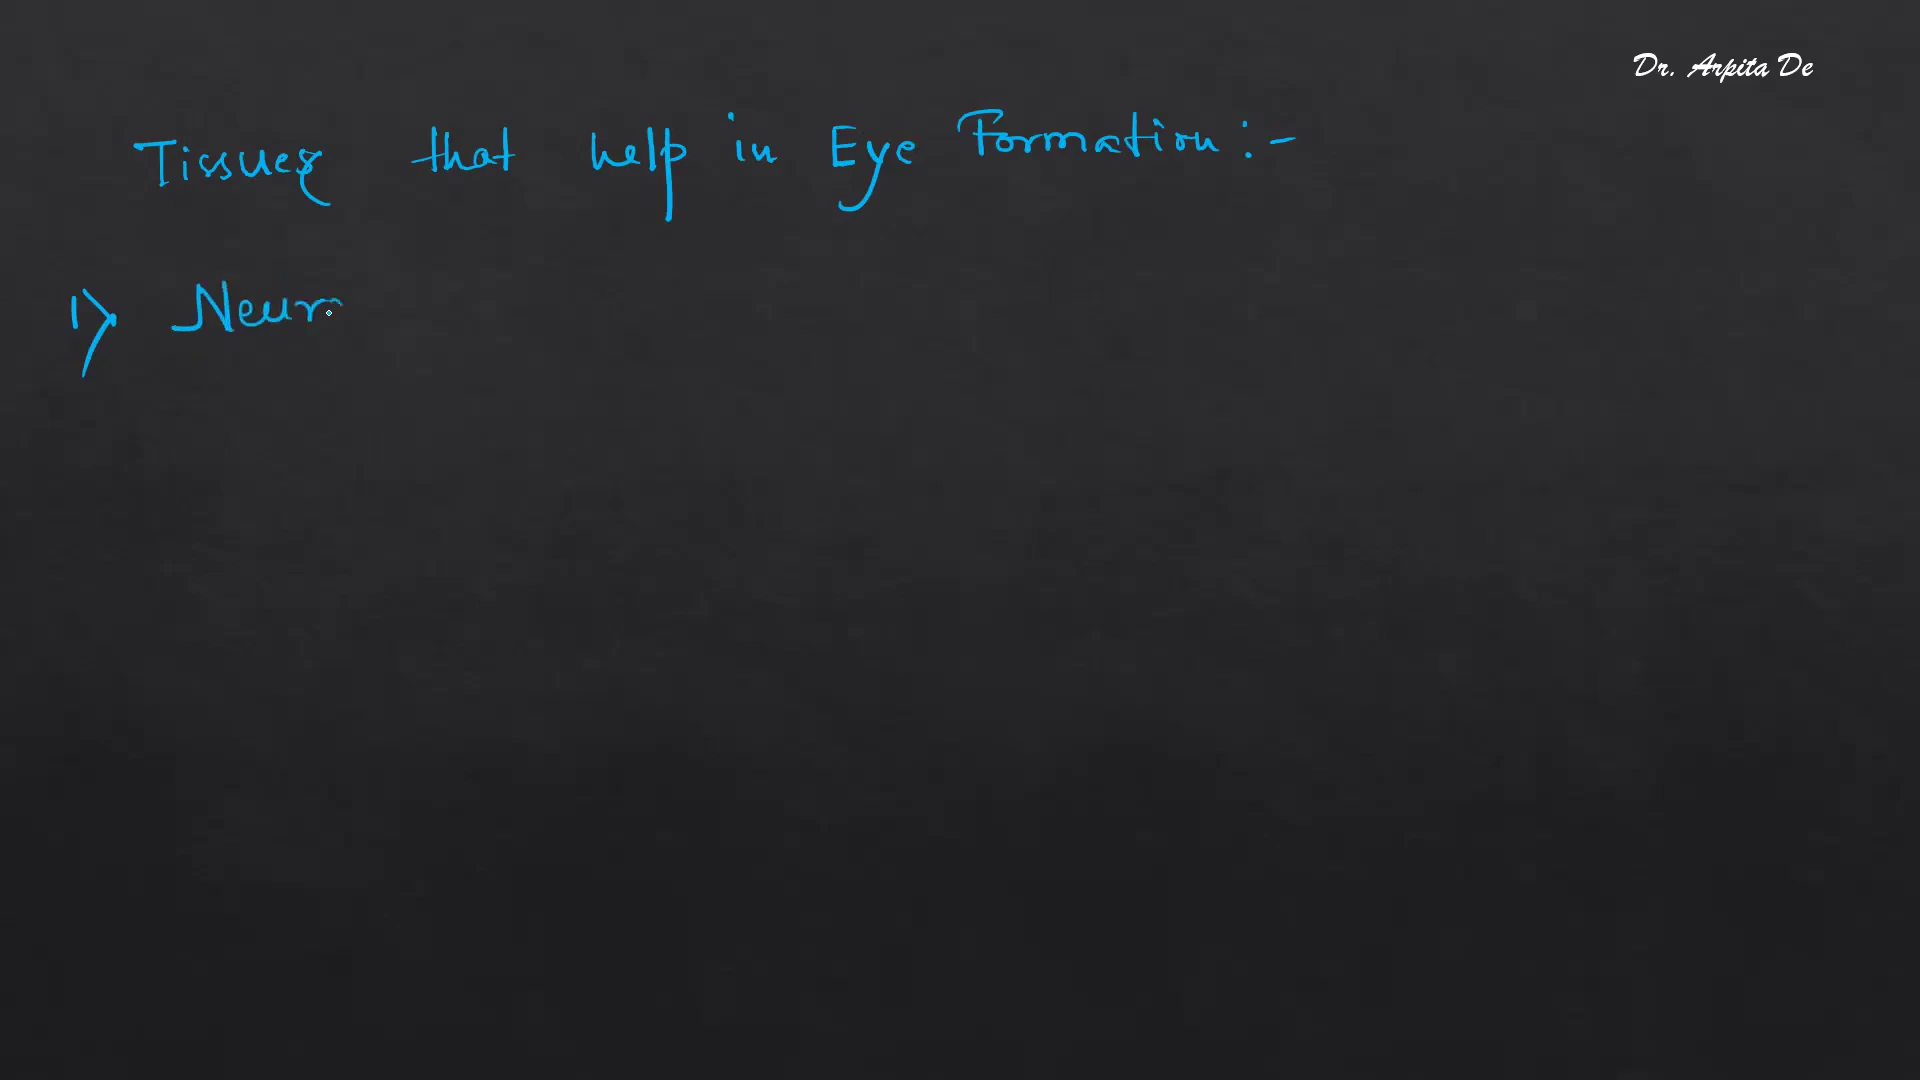 Dr. Arpita De
Tissues that help in Eye Formation :-
1) Neur